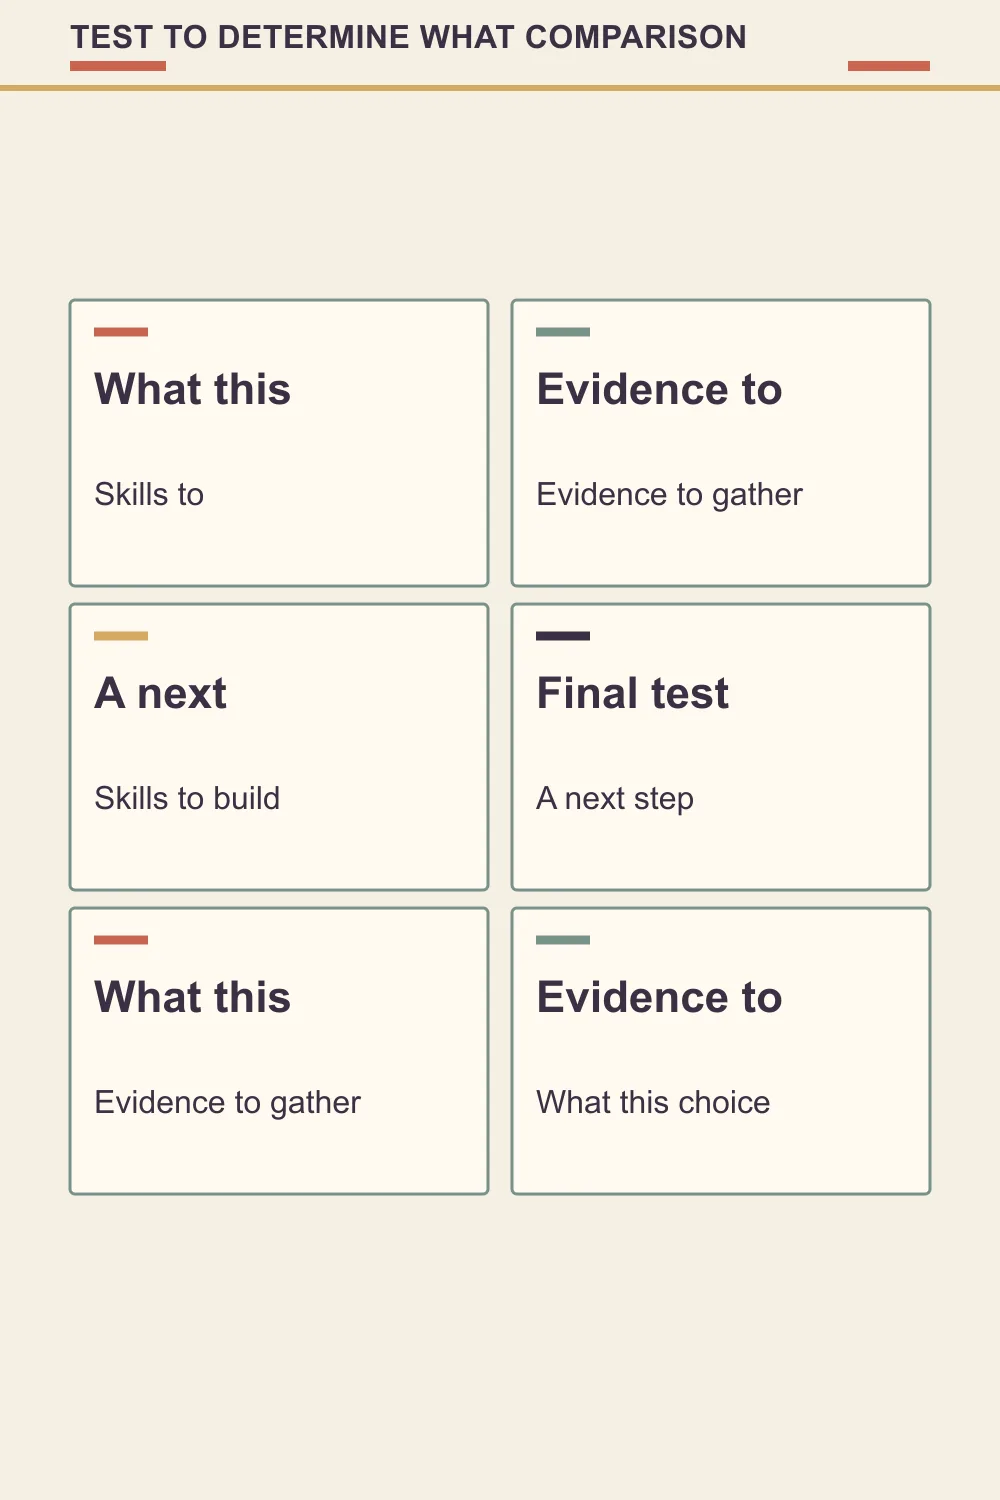 TEST TO DETERMINE WHAT COMPARISON
What this
Skills to
Evidence to
Evidence to gather
A next
Skills to build
Final test
A next step
What this
Evidence to gather
Evidence to
What this choice